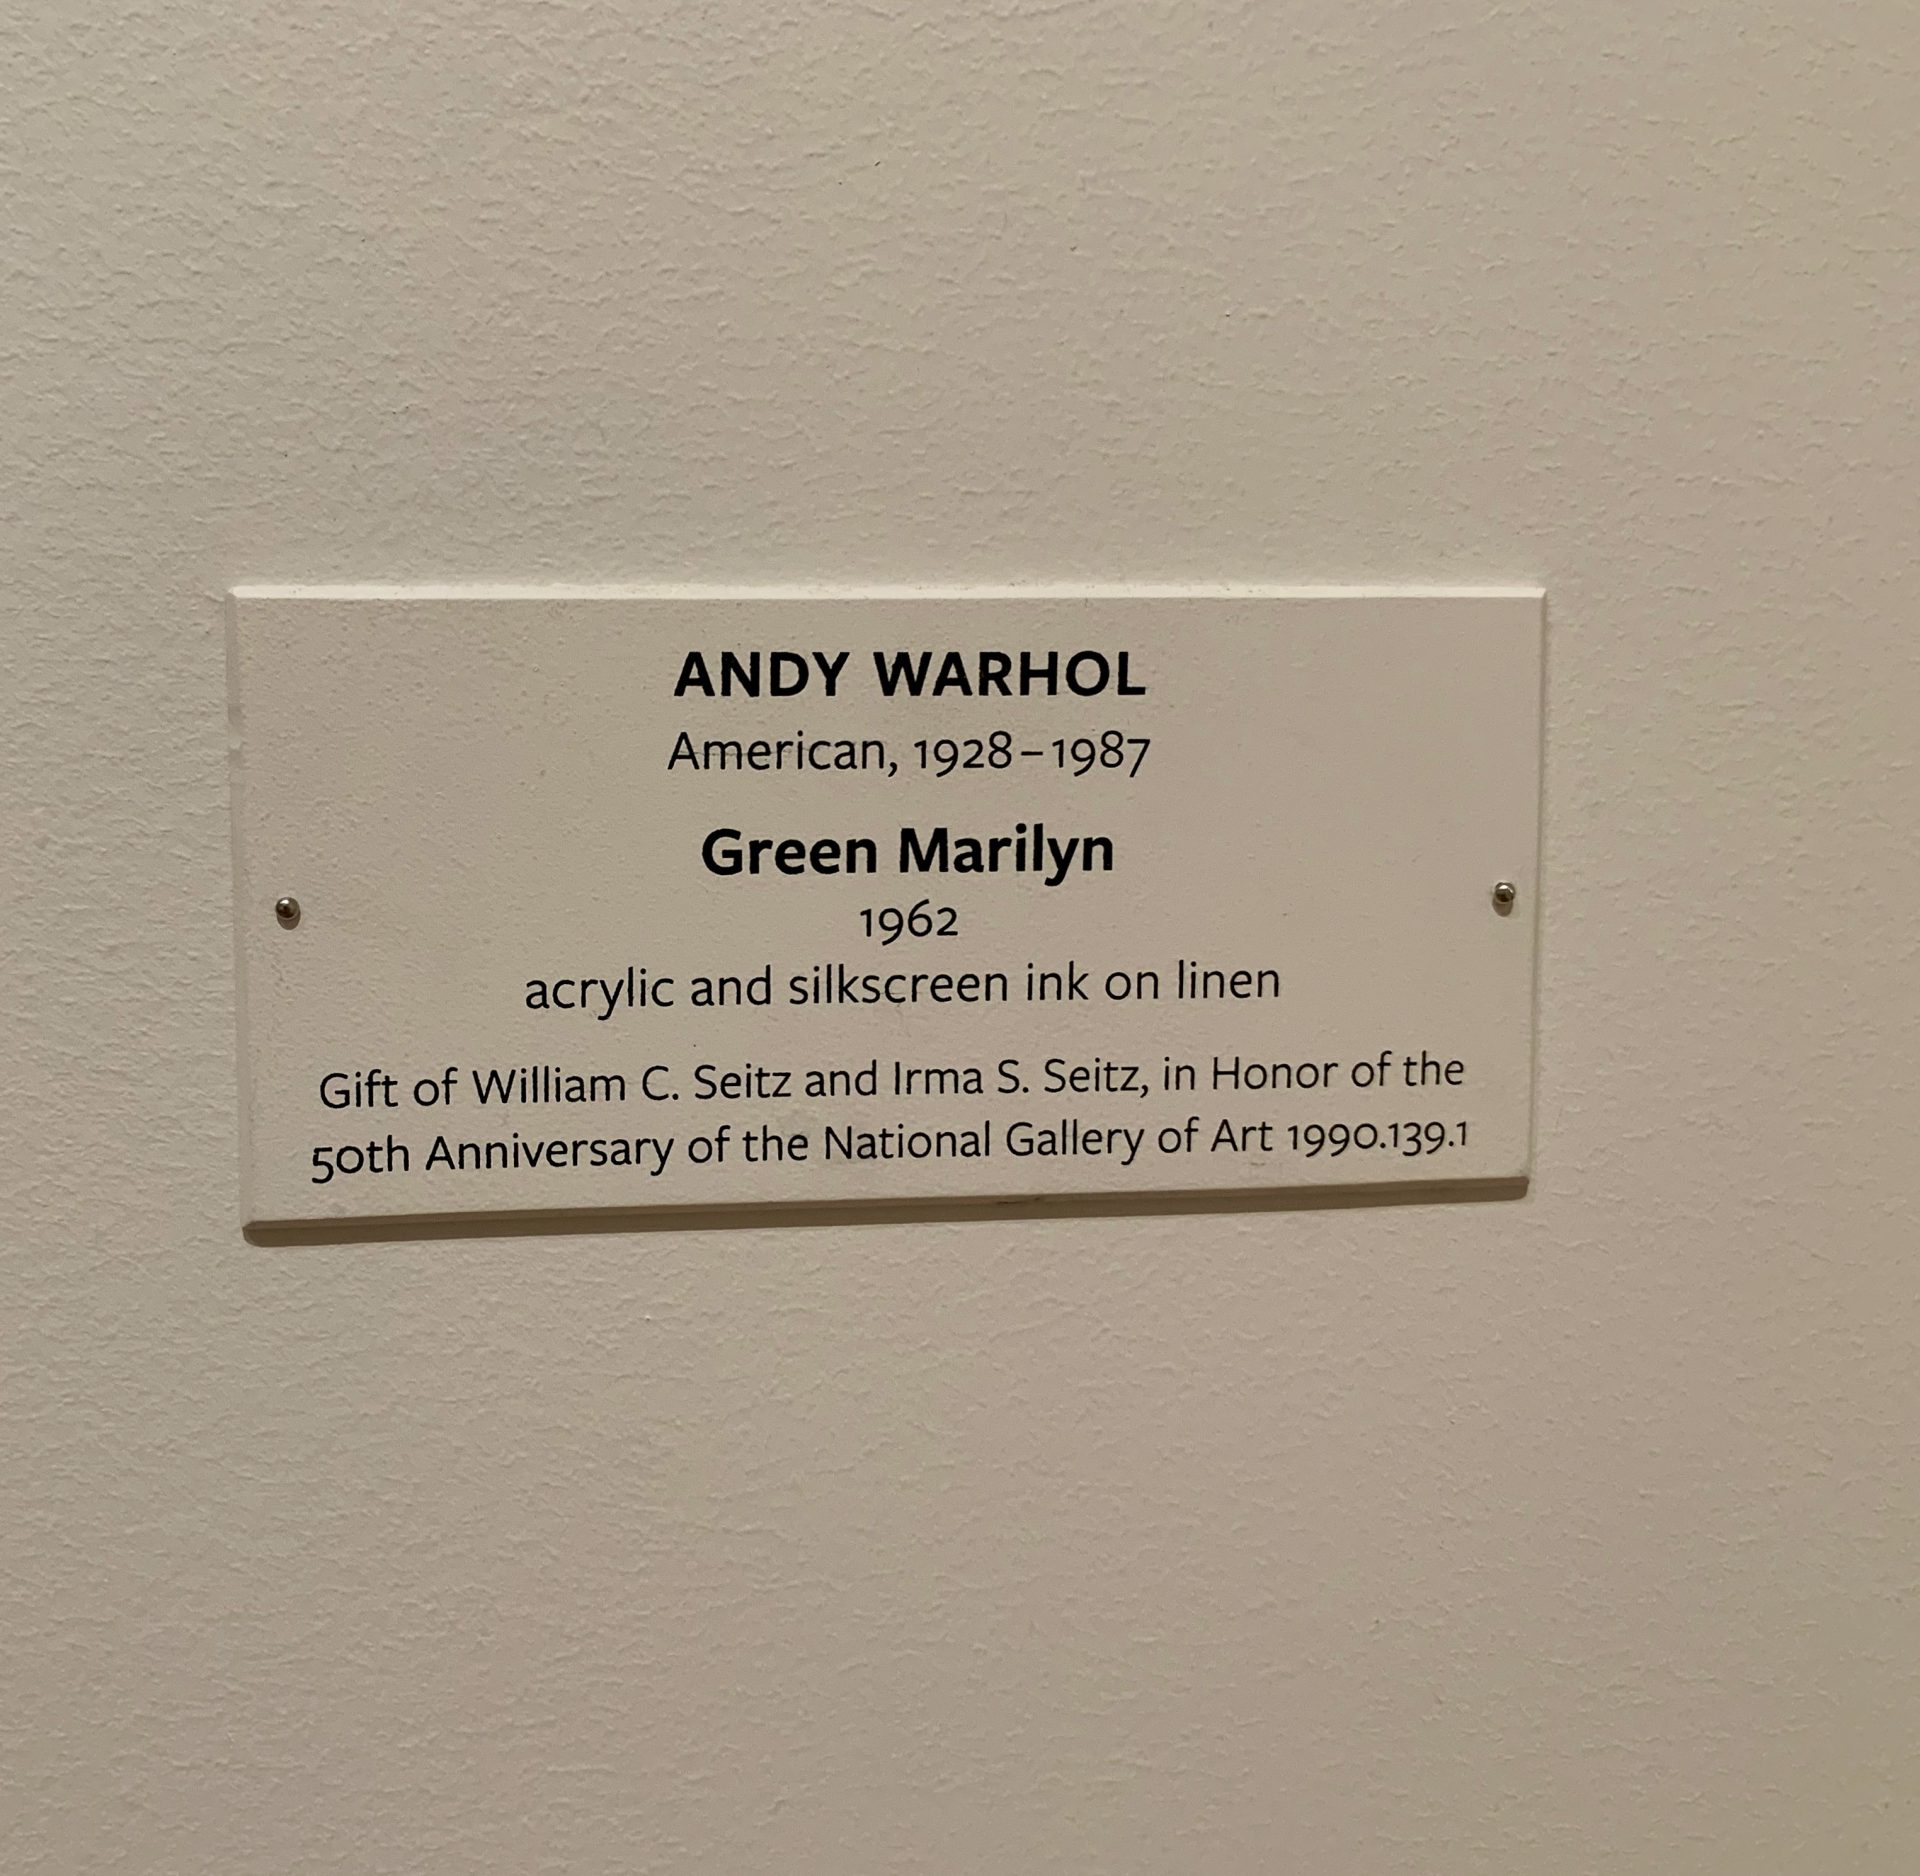 ANDY WARHOL
American, 1928–1987
Green Marilyn
1962
acrylic and silkscreen ink on linen
Gift of William C. Seitz and Irma S. Seitz, in Honor of the
50th Anniversary of the National Gallery of Art 1990.139.1